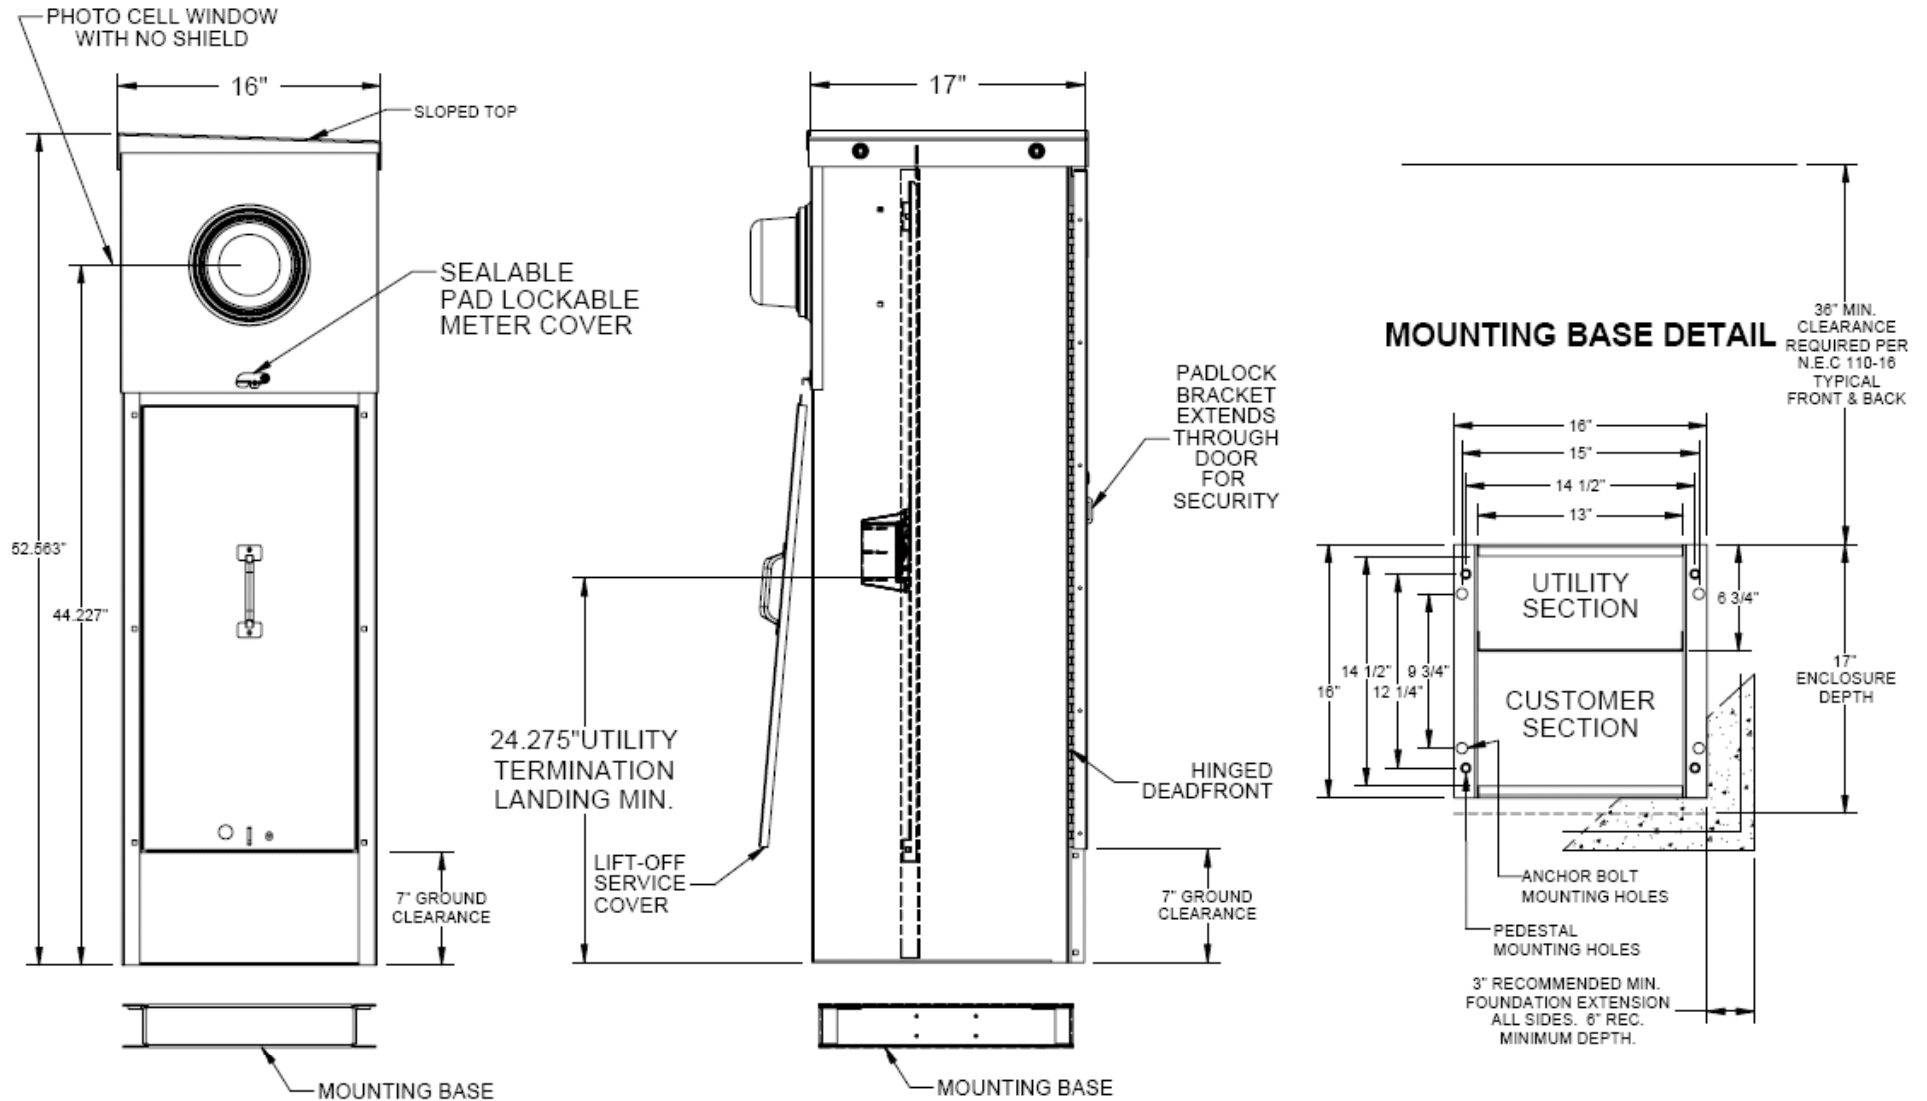 PHOTO CELL WINDOW
WITH NO SHIELD
16"
SLOPED TOP
SEALABLE
PAD LOCKABLE
METER COVER
52.563"
44.227"
7" GROUND
CLEARANCE
MOUNTING BASE
17"
PADLOCK
BRACKET
EXTENDS
THROUGH
DOOR
FOR
SECURITY
24.275"UTILITY
TERMINATION
LANDING MIN.
LIFT-OFF
SERVICE
COVER
HINGED
DEADFRONT
7" GROUND
CLEARANCE
MOUNTING BASE
MOUNTING BASE DETAIL
36" MIN.
CLEARANCE
REQUIRED PER
N.E.C 110-16
TYPICAL
FRONT & BACK
16"
15"
14 1/2"
13"
UTILITY
SECTION
6 3/4"
16"
14 1/2"
12 1/4"
9 3/4"
CUSTOMER
SECTION
17"
ENCLOSURE
DEPTH
ANCHOR BOLT
MOUNTING HOLES
PEDESTAL
MOUNTING HOLES
3" RECOMMENDED MIN.
FOUNDATION EXTENSION
ALL SIDES. 6" REC.
MINIMUM DEPTH.